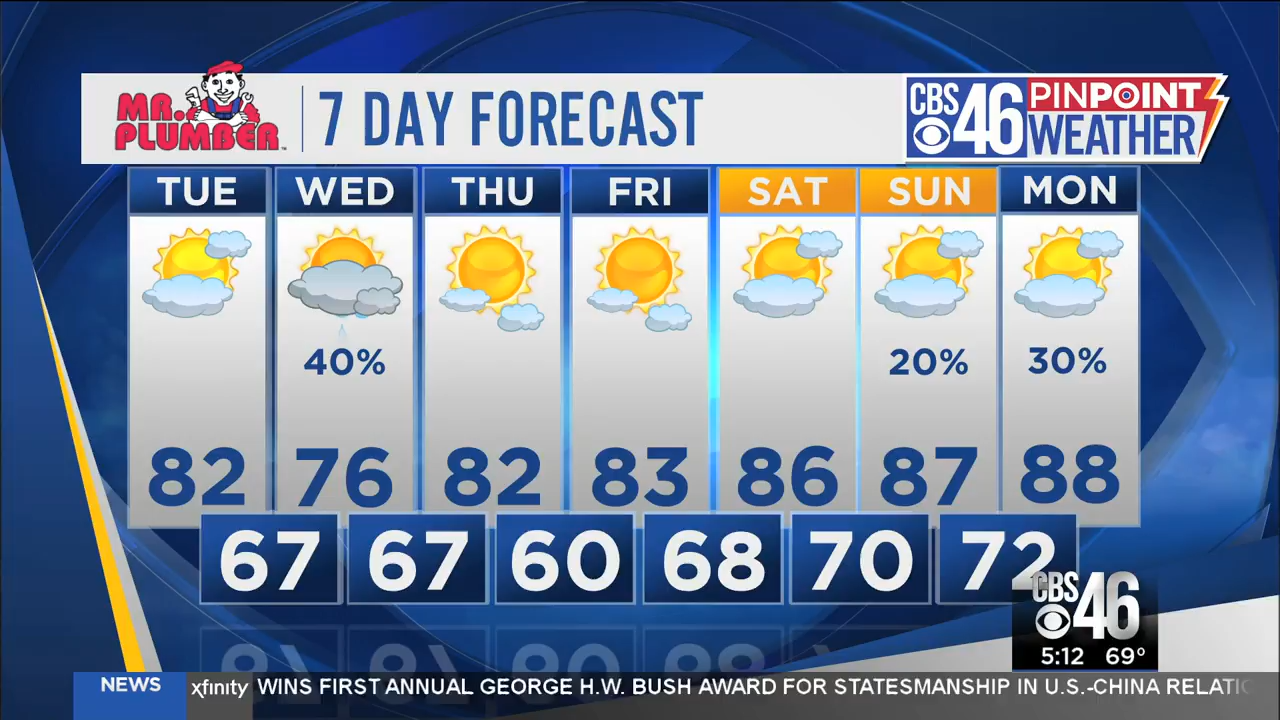 MR. PLUMBER™
7 DAY FORECAST
CBS 46 PINPOINT WEATHER
TUE WED THU FRI SAT SUN MON
40% 20% 30%
82 76 82 83 86 87 88
67 67 60 68 70 72
CBS 46
5:12 69°
NEWS xfinity WINS FIRST ANNUAL GEORGE H.W. BUSH AWARD FOR STATESMANSHIP IN U.S.-CHINA RELATIC